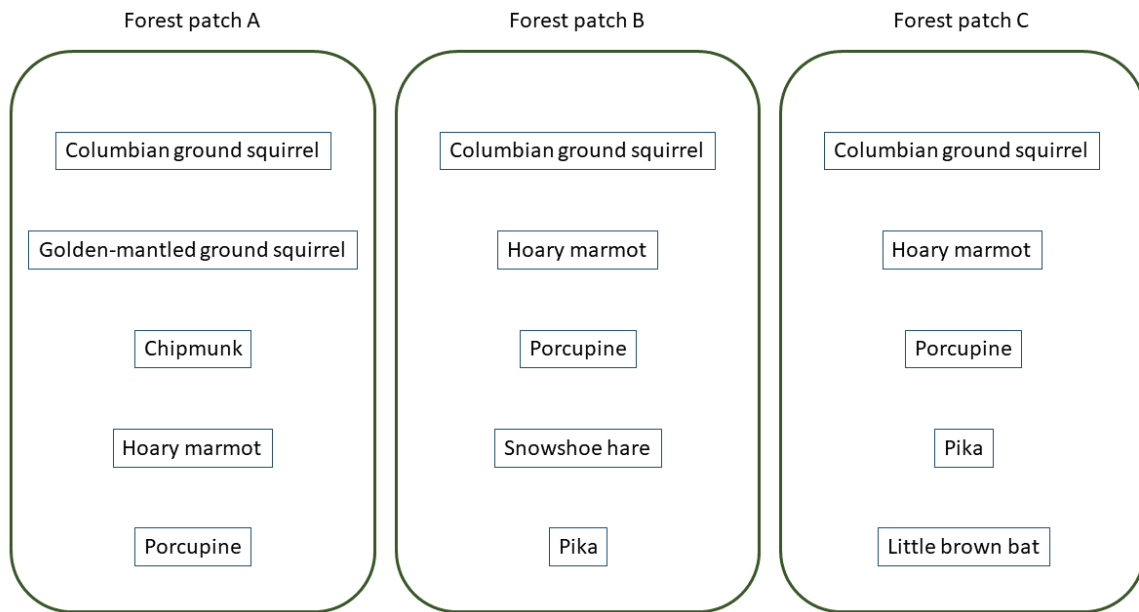 Forest patch A
Forest patch B
Forest patch C
Columbian ground squirrel
Columbian ground squirrel
Columbian ground squirrel
Golden-mantled ground squirrel
Hoary marmot
Hoary marmot
Chipmunk
Porcupine
Porcupine
Hoary marmot
Snowshoe hare
Pika
Porcupine
Pika
Little brown bat